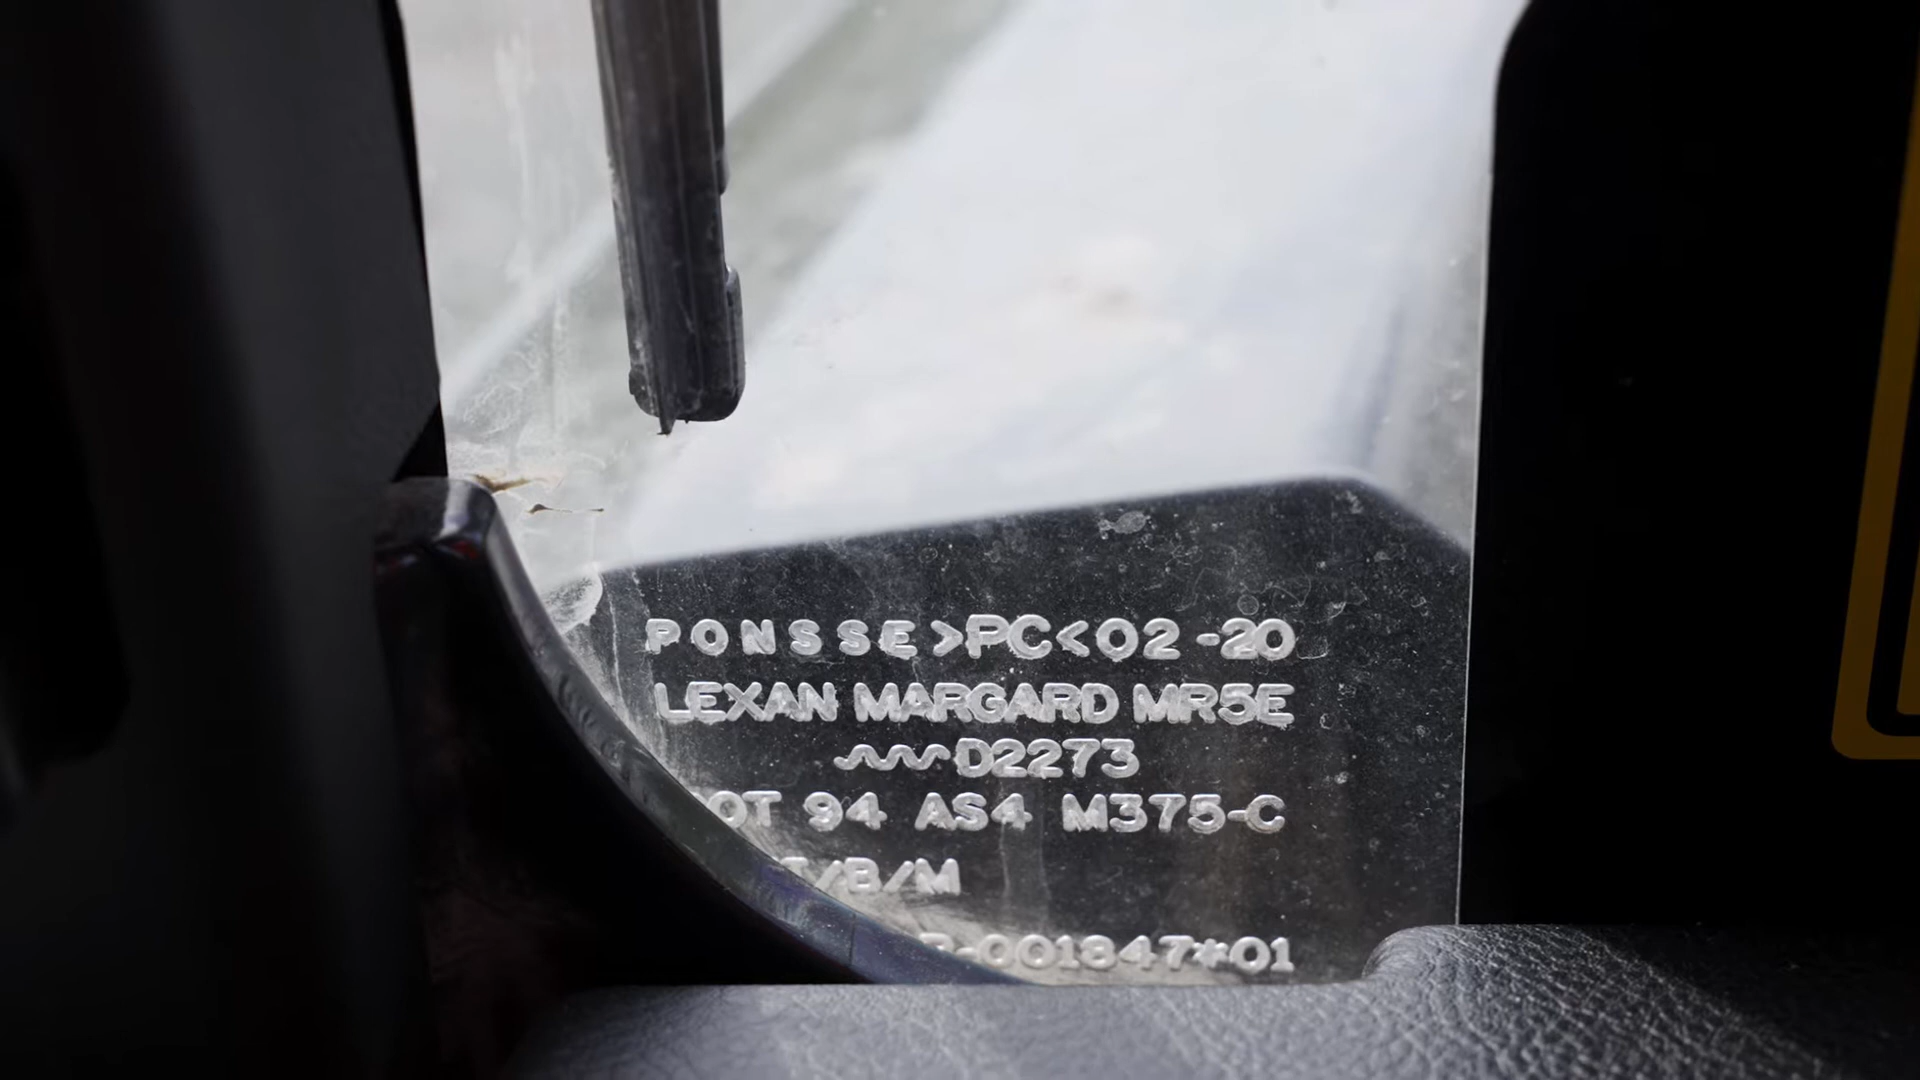 PONSSE >PC< 02-20
LEXAN MARGARD MR5E
D2273
94 AS4 M375-C
/B/M
-001847*01